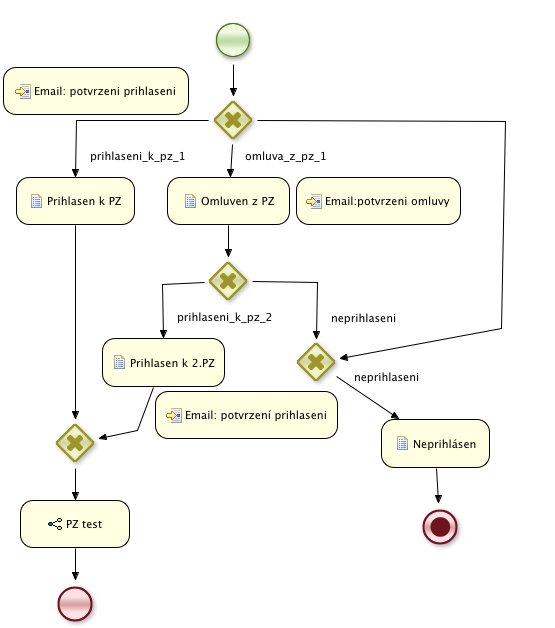 Email: potvrzeni prihlaseni
prihlaseni_k_pz_1
omluva_z_pz_1
Prihlasen k PZ
Omluven z PZ
Email:potvrzeni omluvy
prihlaseni_k_pz_2
neprihlaseni
Prihlasen k 2.PZ
neprihlaseni
Email: potvrzení prihlaseni
Neprihlásen
PZ test